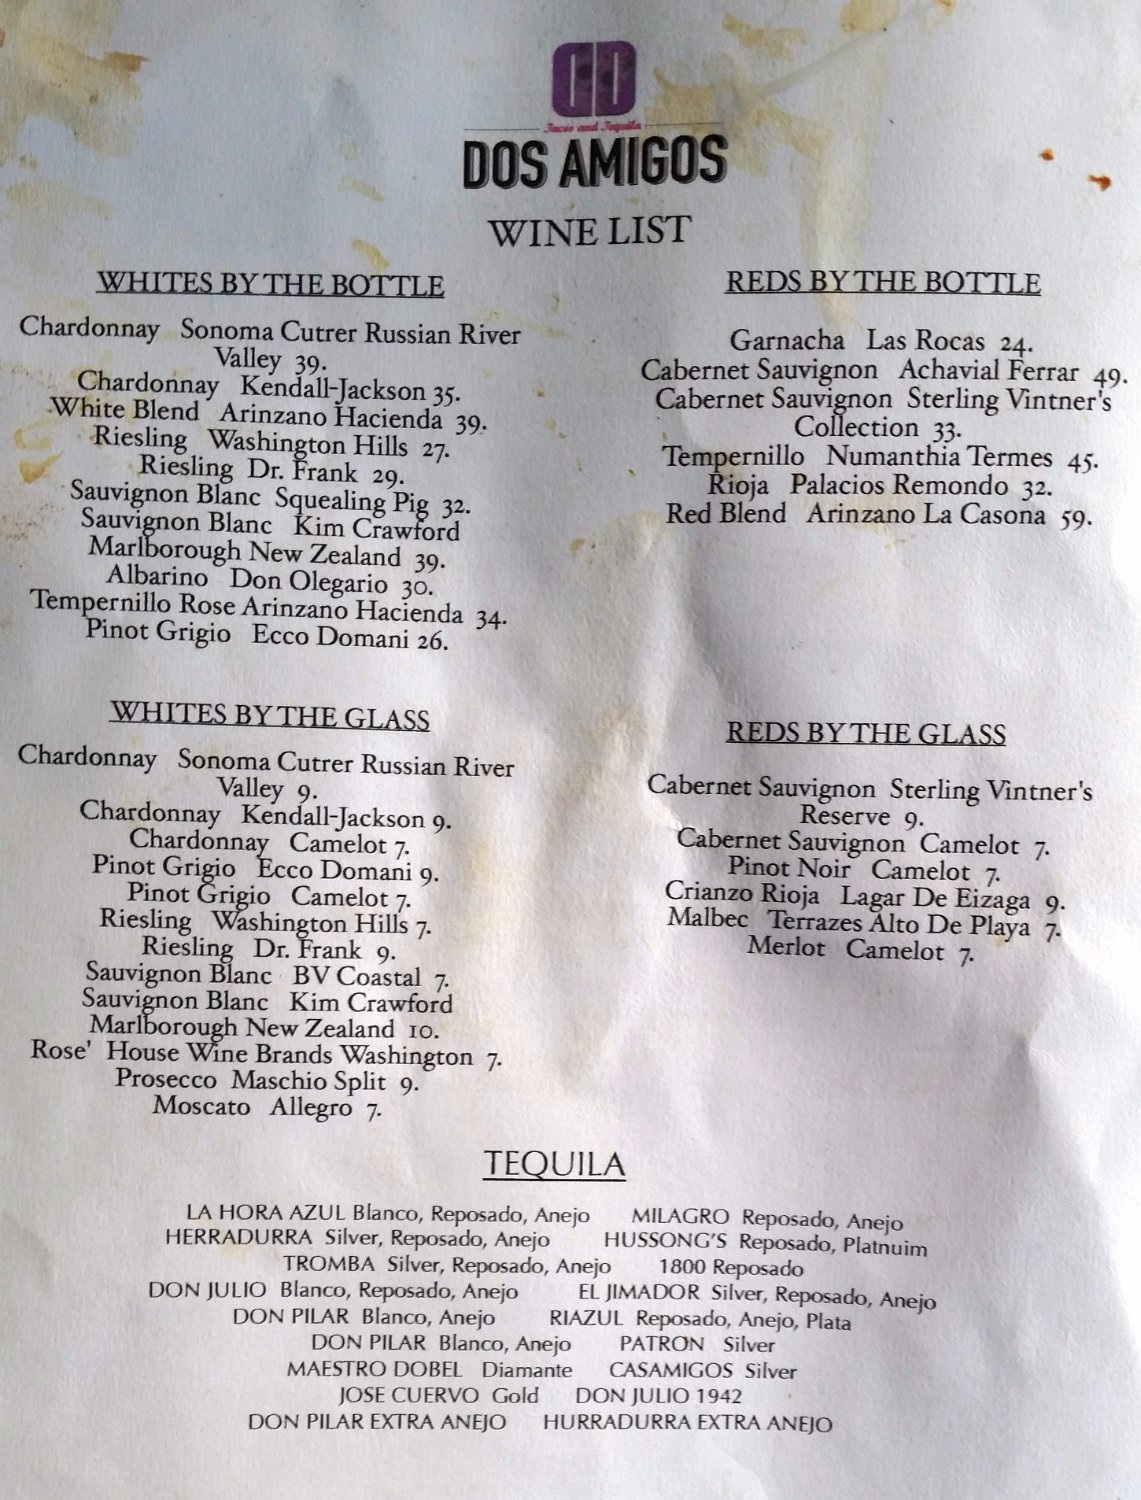 Tacos and Tequila
DOS AMIGOS
WINE LIST
WHITES BY THE BOTTLE
Chardonnay Sonoma Cutrer Russian River
Valley 39.
Chardonnay Kendall-Jackson 35.
White Blend Arinzano Hacienda 39.
Riesling Washington Hills 27.
Riesling Dr. Frank 29.
Sauvignon Blanc Squealing Pig 32.
Sauvignon Blanc Kim Crawford
Marlborough New Zealand 39.
Albarino Don Olegario 30.
Tempernillo Rose Arinzano Hacienda 34.
Pinot Grigio Ecco Domani 26.
REDS BY THE BOTTLE
Garnacha Las Rocas 24.
Cabernet Sauvignon Achavial Ferrar 49.
Cabernet Sauvignon Sterling Vintner's
Collection 33.
Tempernillo Numanthia Termes 45.
Rioja Palacios Remondo 32.
Red Blend Arinzano La Casona 59.
WHITES BY THE GLASS
Chardonnay Sonoma Cutrer Russian River
Valley 9.
Chardonnay Kendall-Jackson 9.
Chardonnay Camelot 7.
Pinot Grigio Ecco Domani 9.
Pinot Grigio Camelot 7.
Riesling Washington Hills 7.
Riesling Dr. Frank 9.
Sauvignon Blanc BV Coastal 7.
Sauvignon Blanc Kim Crawford
Marlborough New Zealand 10.
Rose' House Wine Brands Washington 7.
Prosecco Maschio Split 9.
Moscato Allegro 7.
REDS BY THE GLASS
Cabernet Sauvignon Sterling Vintner's
Reserve 9.
Cabernet Sauvignon Camelot 7.
Pinot Noir Camelot 7.
Crianzo Rioja Lagar De Eizaga 9.
Malbec Terrazes Alto De Playa 7.
Merlot Camelot 7.
TEQUILA
LA HORA AZUL Blanco, Reposado, Anejo MILAGRO Reposado, Anejo
HERRADURRA Silver, Reposado, Anejo HUSSONG'S Reposado, Platnuim
TROMBA Silver, Reposado, Anejo 1800 Reposado
DON JULIO Blanco, Reposado, Anejo EL JIMADOR Silver, Reposado, Anejo
DON PILAR Blanco, Anejo RIAZUL Reposado, Anejo, Plata
DON PILAR Blanco, Anejo PATRON Silver
MAESTRO DOBEL Diamante CASAMIGOS Silver
JOSE CUERVO Gold DON JULIO 1942
DON PILAR EXTRA ANEJO HURRADURRA EXTRA ANEJO